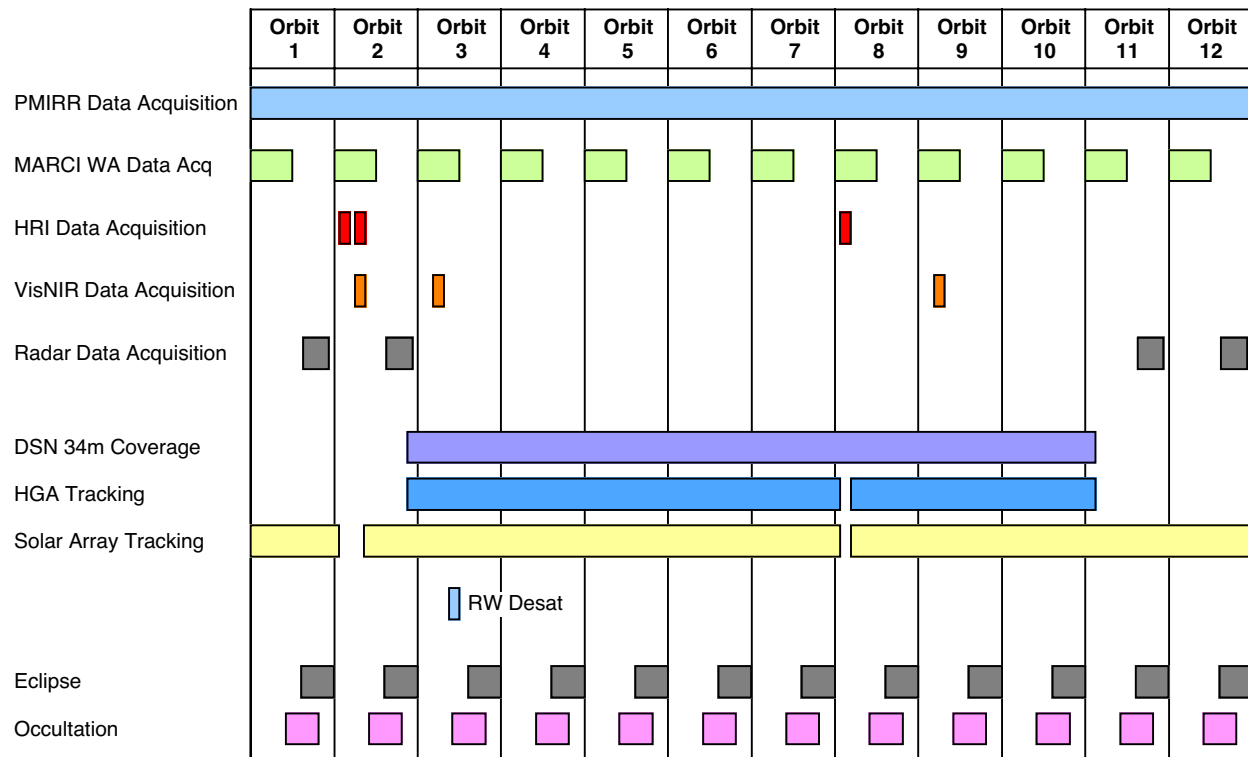 Orbit 1
Orbit 2
Orbit 3
Orbit 4
Orbit 5
Orbit 6
Orbit 7
Orbit 8
Orbit 9
Orbit 10
Orbit 11
Orbit 12
PMIRR Data Acquisition
MARCI WA Data Acq
HRI Data Acquisition
VisNIR Data Acquisition
Radar Data Acquisition
DSN 34m Coverage
HGA Tracking
Solar Array Tracking
RW Desat
Eclipse
Occultation